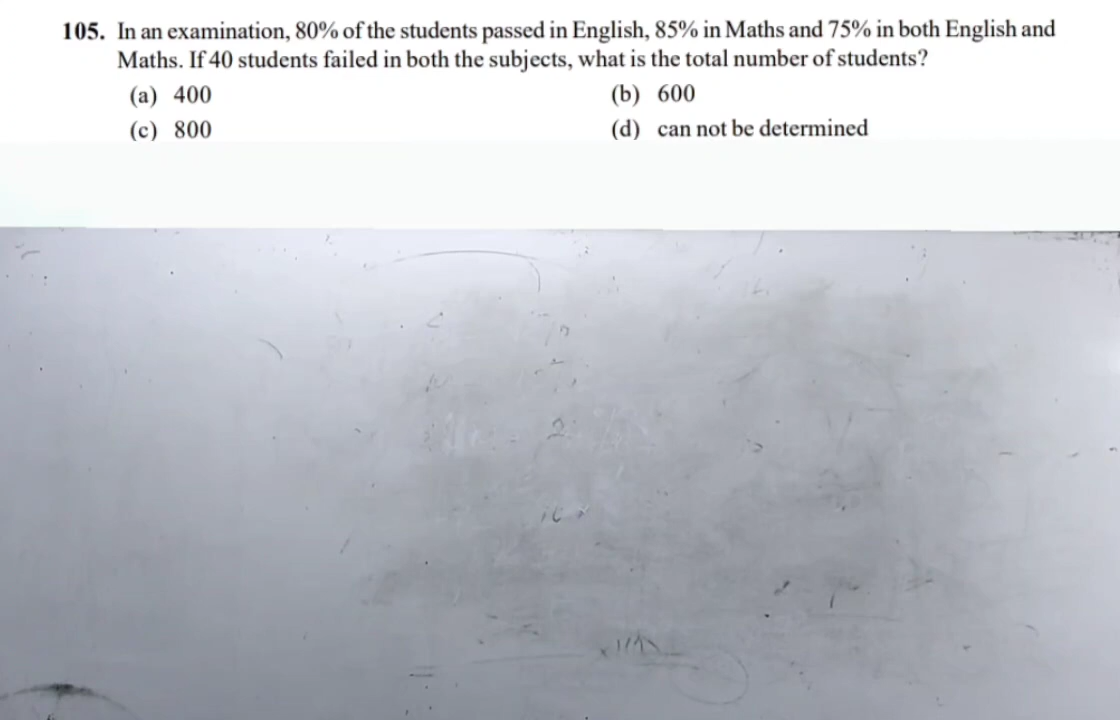 105. In an examination, 80% of the students passed in English, 85% in Maths and 75% in both English and
Maths. If 40 students failed in both the subjects, what is the total number of students?
(a) 400 (b) 600
(c) 800 (d) can not be determined